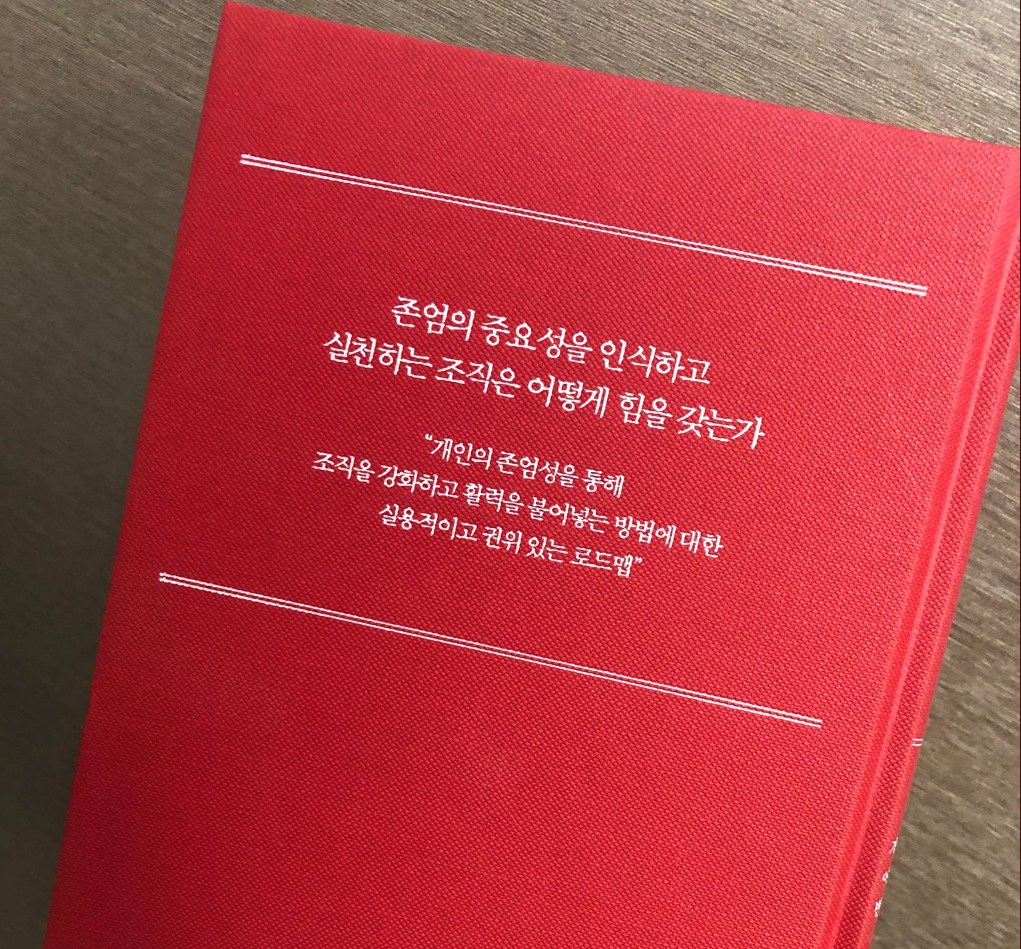 존엄의 중요성을 인식하고
실천하는 조직은 어떻게 힘을 갖는가
“개인의 존엄성을 통해
조직을 강화하고 활력을 불어넣는 방법에 대한
실용적이고 권위 있는 로드맵”